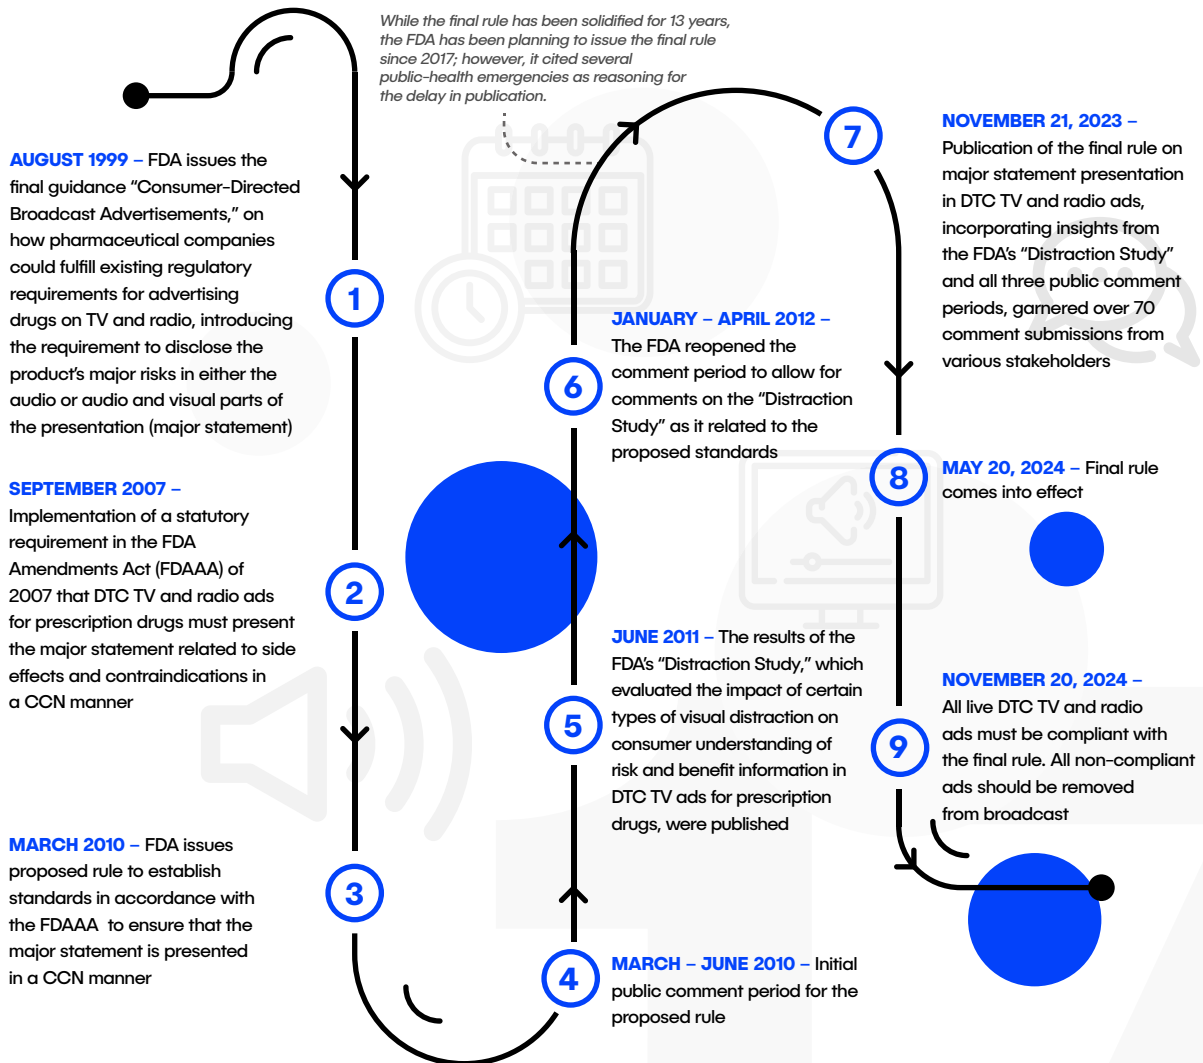 While the final rule has been solidified for 13 years,
the FDA has been planning to issue the final rule
since 2017; however, it cited several
public-health emergencies as reasoning for
the delay in publication.
1
AUGUST 1999 – FDA issues the
final guidance “Consumer-Directed
Broadcast Advertisements,” on
how pharmaceutical companies
could fulfill existing regulatory
requirements for advertising
drugs on TV and radio, introducing
the requirement to disclose the
product’s major risks in either the
audio or audio and visual parts of
the presentation (major statement)
2
SEPTEMBER 2007 –
Implementation of a statutory
requirement in the FDA
Amendments Act (FDAAA) of
2007 that DTC TV and radio ads
for prescription drugs must present
the major statement related to side
effects and contraindications in
a CCN manner
3
MARCH 2010 – FDA issues
proposed rule to establish
standards in accordance with
the FDAAA to ensure that the
major statement is presented
in a CCN manner
4
MARCH – JUNE 2010 – Initial
public comment period for the
proposed rule
5
JUNE 2011 – The results of the
FDA’s “Distraction Study,” which
evaluated the impact of certain
types of visual distraction on
consumer understanding of
risk and benefit information in
DTC TV ads for prescription
drugs, were published
6
JANUARY – APRIL 2012 –
The FDA reopened the
comment period to allow for
comments on the “Distraction
Study” as it related to the
proposed standards
7
NOVEMBER 21, 2023 –
Publication of the final rule on
major statement presentation
in DTC TV and radio ads,
incorporating insights from
the FDA’s “Distraction Study”
and all three public comment
periods, garnered over 70
comment submissions from
various stakeholders
8
MAY 20, 2024 – Final rule
comes into effect
9
NOVEMBER 20, 2024 –
All live DTC TV and radio
ads must be compliant with
the final rule. All non-compliant
ads should be removed
from broadcast